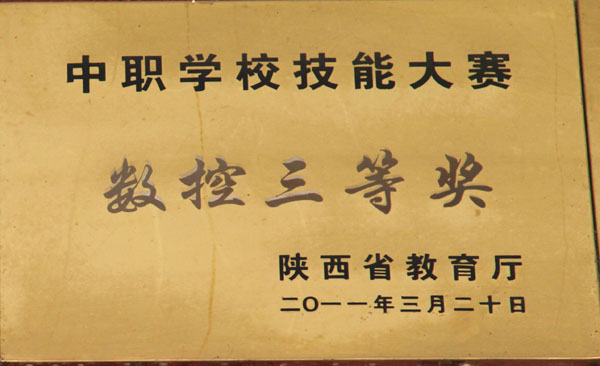 中职学校技能大赛
数控三等奖
陕西省教育厅
二〇一一年三月二十日